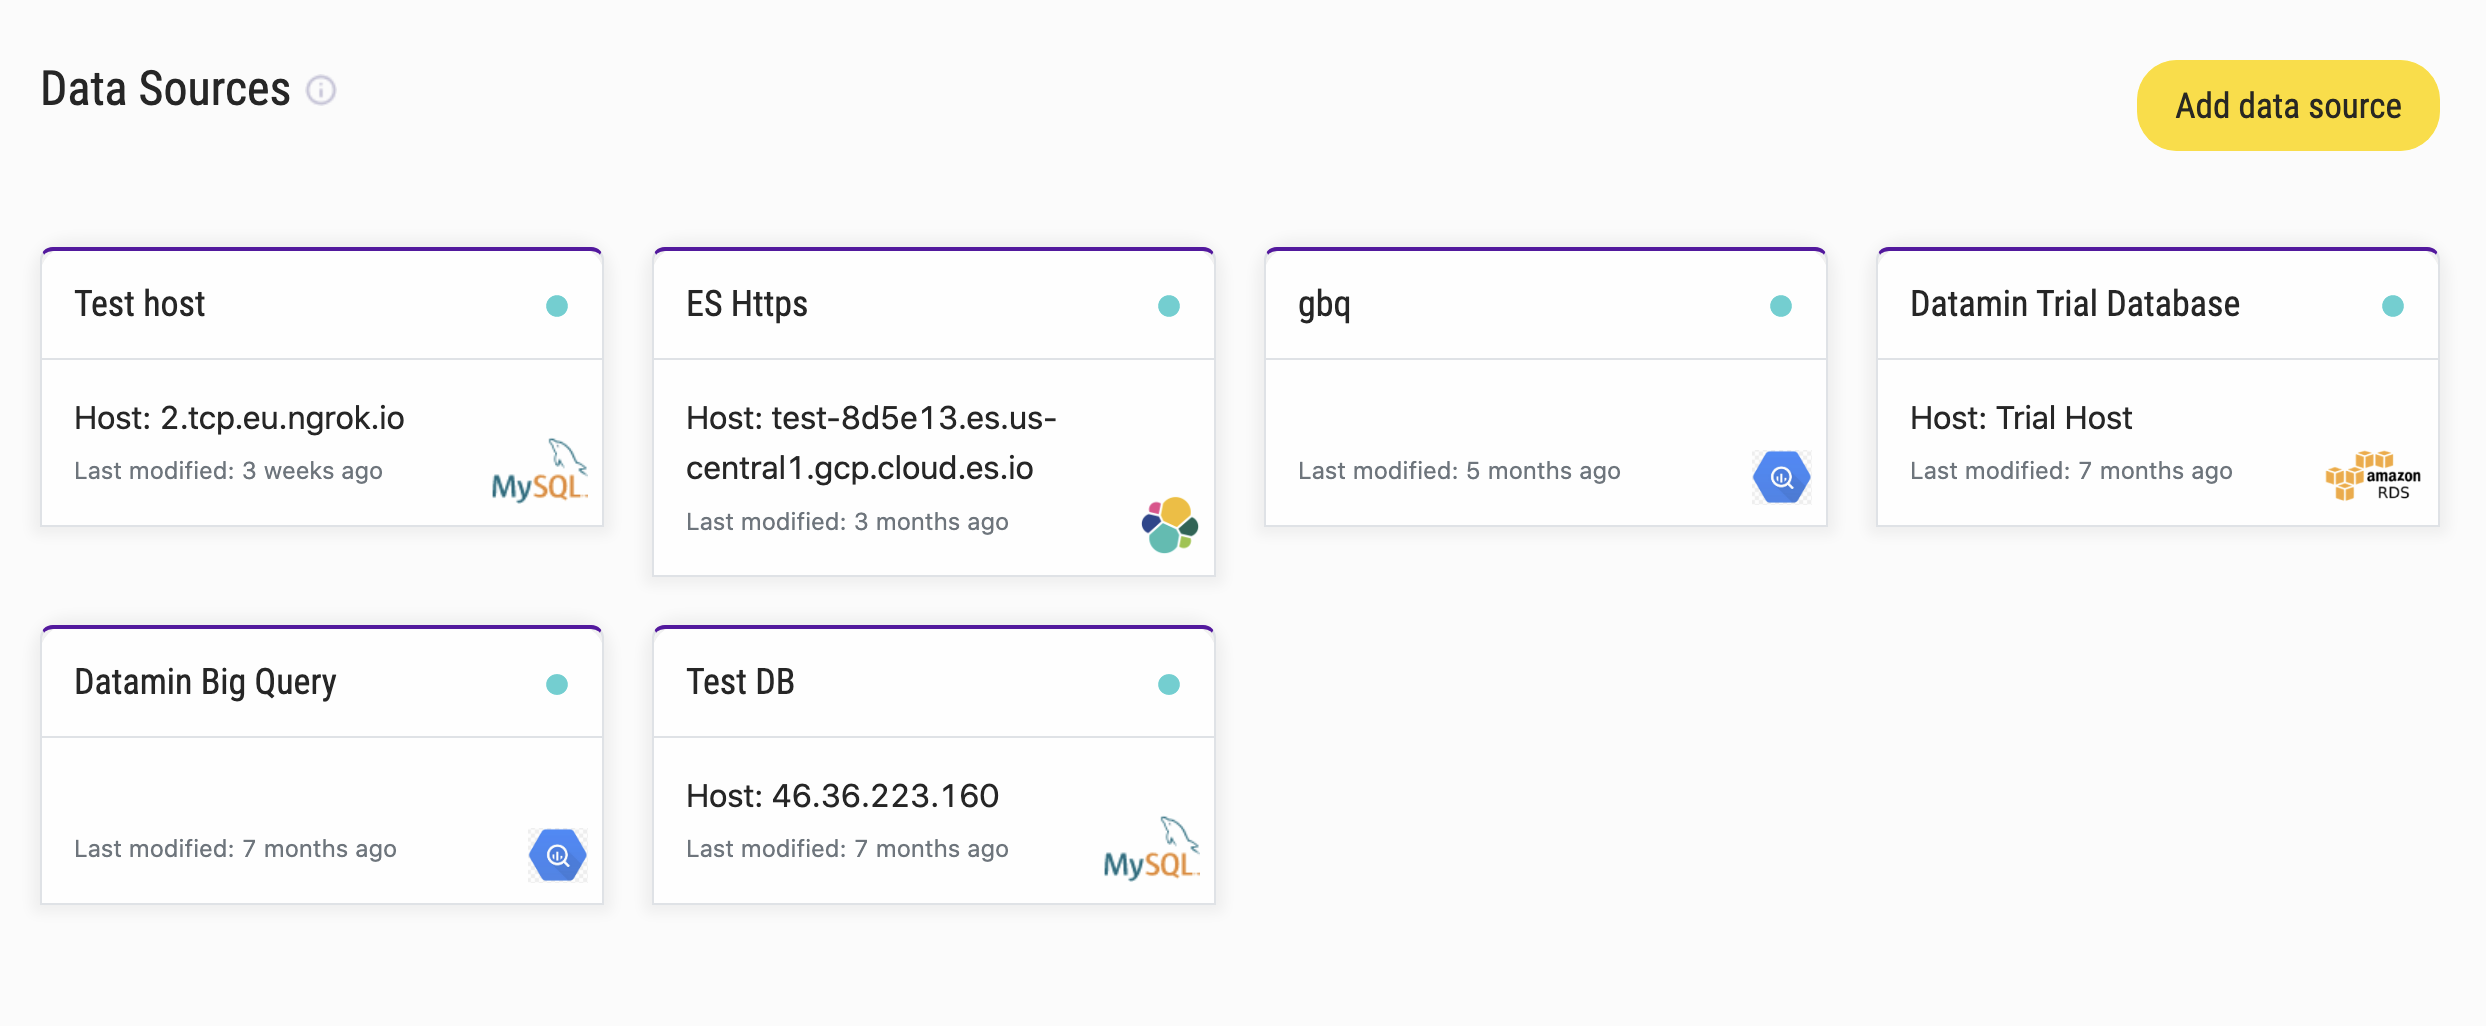 Data Sources
Add data source
Test host
Host: 2.tcp.eu.ngrok.io
Last modified: 3 weeks ago
MySQL
ES Https
Host: test-8d5e13.es.us-
central1.gcp.cloud.es.io
Last modified: 3 months ago
gbq
Last modified: 5 months ago
Datamin Trial Database
Host: Trial Host
Last modified: 7 months ago
amazon
RDS
Datamin Big Query
Last modified: 7 months ago
Test DB
Host: 46.36.223.160
Last modified: 7 months ago
MySQL